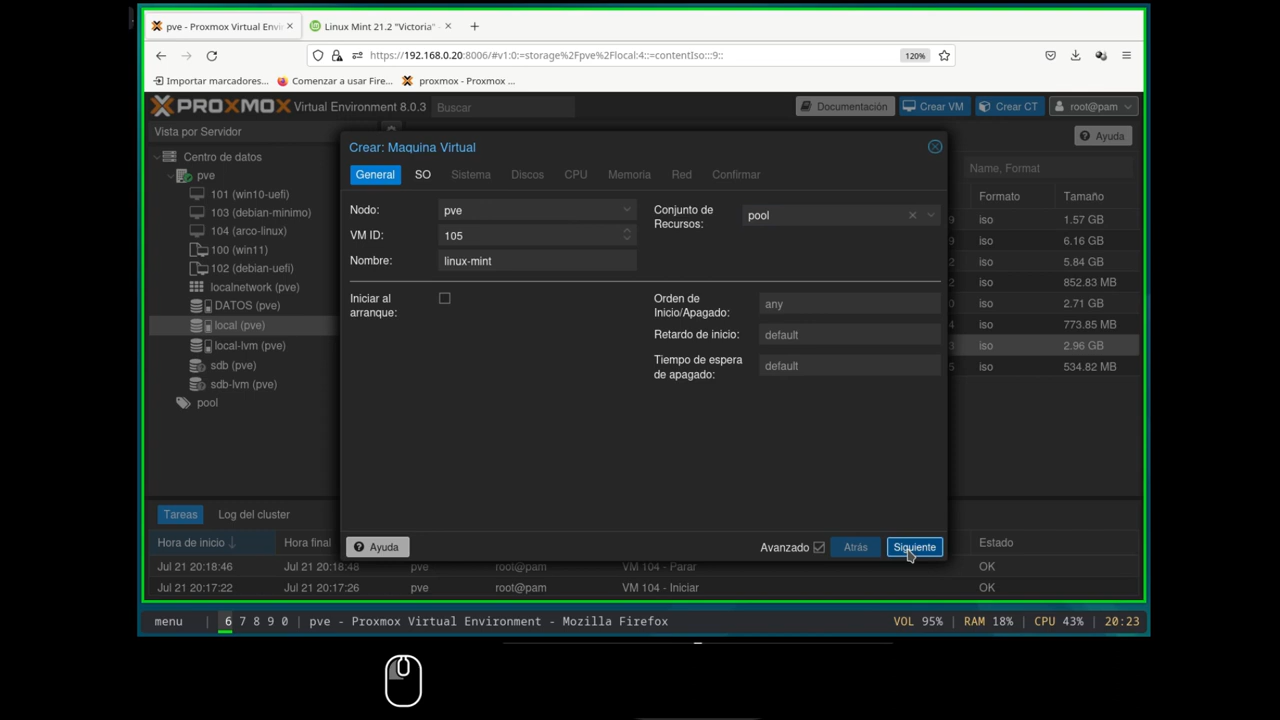 pve - Proxmox Virtual Envi
Linux Mint 21.2 "Victoria" -
https://192.168.0.20:8006/#v1:0:=storage%2Fpve%2Flocal:4::=contentIso:::9::
120%
Importar marcadores...
Comenzar a usar Fire...
proxmox - Proxmox ...
PROXMOX Virtual Environment 8.0.3
Buscar
Documentación
Crear VM
Crear CT
root@pam
Vista por Servidor
Ayuda
Centro de datos
pve
101 (win10-uefi)
103 (debian-minimo)
104 (arco-linux)
100 (win11)
102 (debian-uefi)
localnetwork (pve)
DATOS (pve)
local (pve)
local-lvm (pve)
sdb (pve)
sdb-lvm (pve)
pool
Crear: Maquina Virtual
General
SO
Sistema
Discos
CPU
Memoria
Red
Confirmar
Nodo:
pve
VM ID:
105
Nombre:
linux-mint
Conjunto de
Recursos:
pool
Iniciar al
arranque:
Orden de
Inicio/Apagado:
any
Retardo de inicio:
default
Tiempo de espera
de apagado:
default
Ayuda
Avanzado
Atrás
Siguiente
Name, Format
Formato
Tamaño
9 iso 1.57 GB
iso 6.16 GB
2 iso 5.84 GB
iso 852.83 MB
0 iso 2.71 GB
4 iso 773.85 MB
3 iso 2.96 GB
5 iso 534.82 MB
Tareas
Log del cluster
Hora de inicio
Hora final
Estado
Jul 21 20:18:46 Jul 21 20:18:48 pve root@pam VM 104 - Parar OK
Jul 21 20:17:22 Jul 21 20:17:26 pve root@pam VM 104 - Iniciar OK
menu | 6 7 8 9 0 | pve - Proxmox Virtual Environment - Mozilla Firefox
VOL 95% | RAM 18% | CPU 43% | 20:23